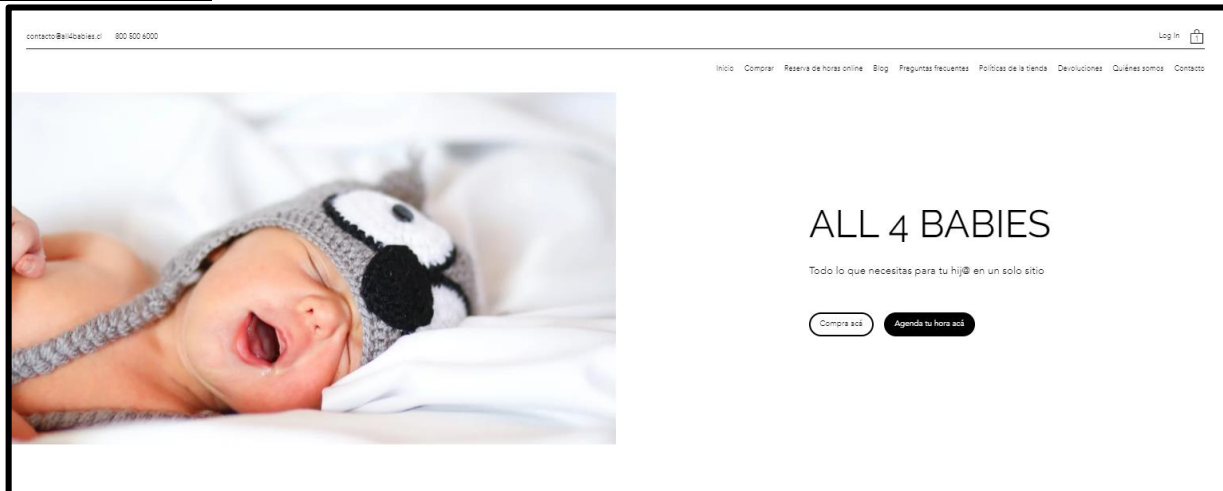 contacto@all4babies.cl 800 500 6000 Log In 1
Inicio Comprar Reserva de horas online Blog Preguntas frecuentes Políticas de la tienda Devoluciones Quiénes somos Contacto
ALL 4 BABIES
Todo lo que necesitas para tu hij@ en un solo sitio
Compra acá Agenda tu hora acá